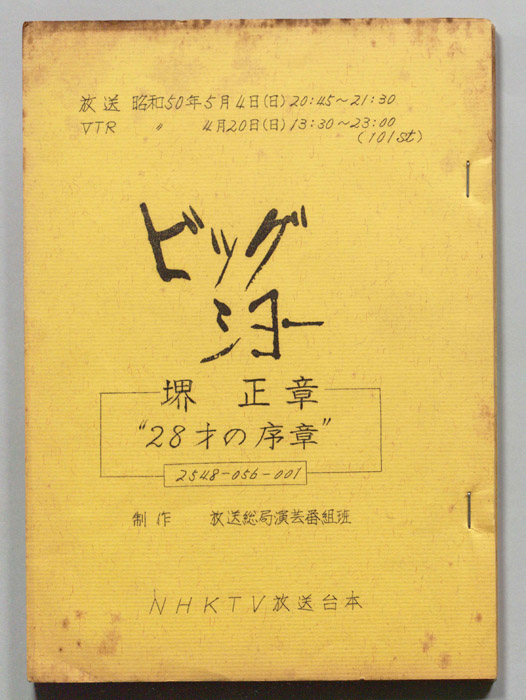 放送 昭和50年5月4日(日) 20:45~21:30
VTR 〃 4月20日(日) 13:30~23:00
(101st)
ビッグ
ショー
堺 正章
“28才の序章”
2548-056-001
制作 放送総局演芸番組班
NHKTV放送台本